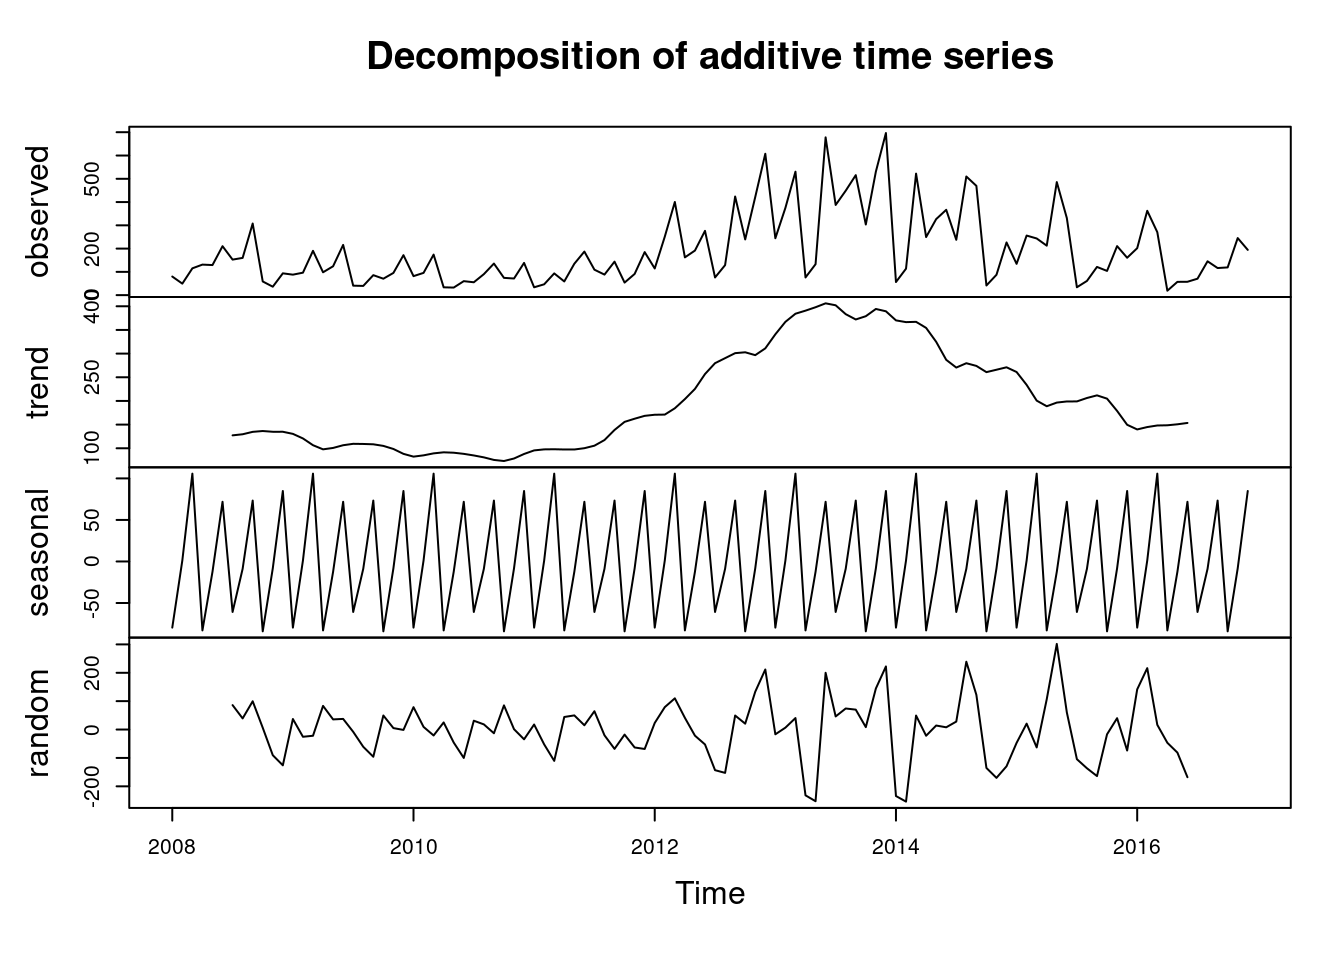 Decomposition of additive time series
observed
0 200 500
trend
100 250 400
seasonal
-50 0 50
random
-200 0 200
2008 2010 2012 2014 2016
Time